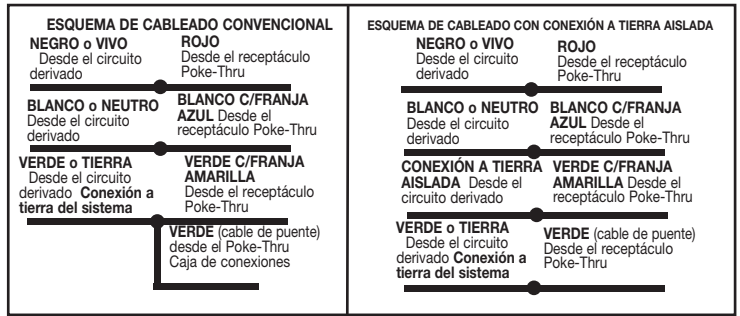 ESQUEMA DE CABLEADO CONVENCIONAL
NEGRO o VIVO
Desde el circuito
derivado
ROJO
Desde el receptáculo
Poke-Thru
BLANCO o NEUTRO
Desde el circuito
derivado
BLANCO C/FRANJA
AZUL Desde el
receptáculo Poke-Thru
VERDE o TIERRA
Desde el circuito
derivado Conexión a
tierra del sistema
VERDE C/FRANJA
AMARILLA
Desde el receptáculo
Poke-Thru
VERDE (cable de puente)
desde el Poke-Thru
Caja de conexiones
ESQUEMA DE CABLEADO CON CONEXIÓN A TIERRA AISLADA
NEGRO o VIVO
Desde el circuito
derivado
ROJO
Desde el receptáculo
Poke-Thru
BLANCO o NEUTRO
Desde el circuito
derivado
BLANCO C/FRANJA
AZUL Desde el
receptáculo Poke-Thru
CONEXIÓN A TIERRA
AISLADA Desde el
circuito derivado
VERDE C/FRANJA
AMARILLA Desde el
receptáculo Poke-Thru
VERDE o TIERRA
Desde el circuito
derivado Conexión a
tierra del sistema
VERDE (cable de puente)
Desde el receptáculo
Poke-Thru